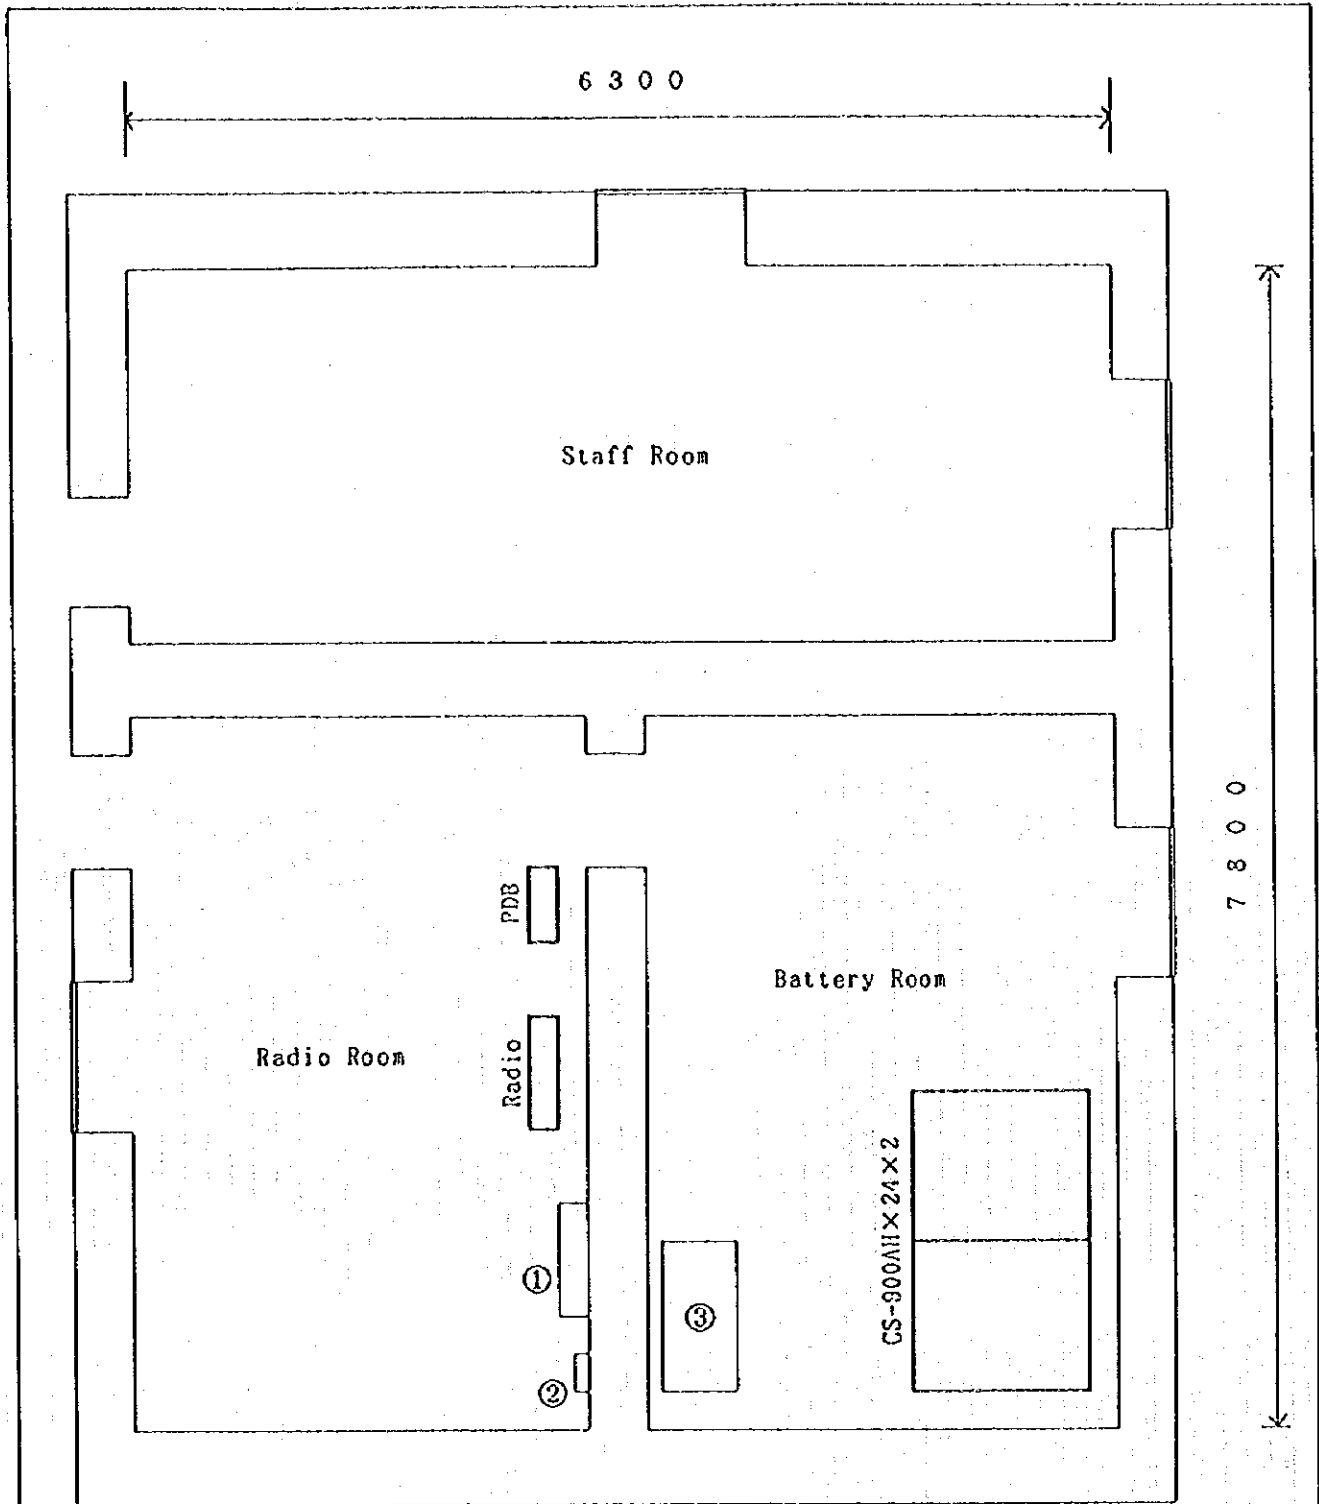 6300
Staff Room
7800
PDB
Battery Room
Radio Room
Radio
CS-900AH×24×2
①
③
②